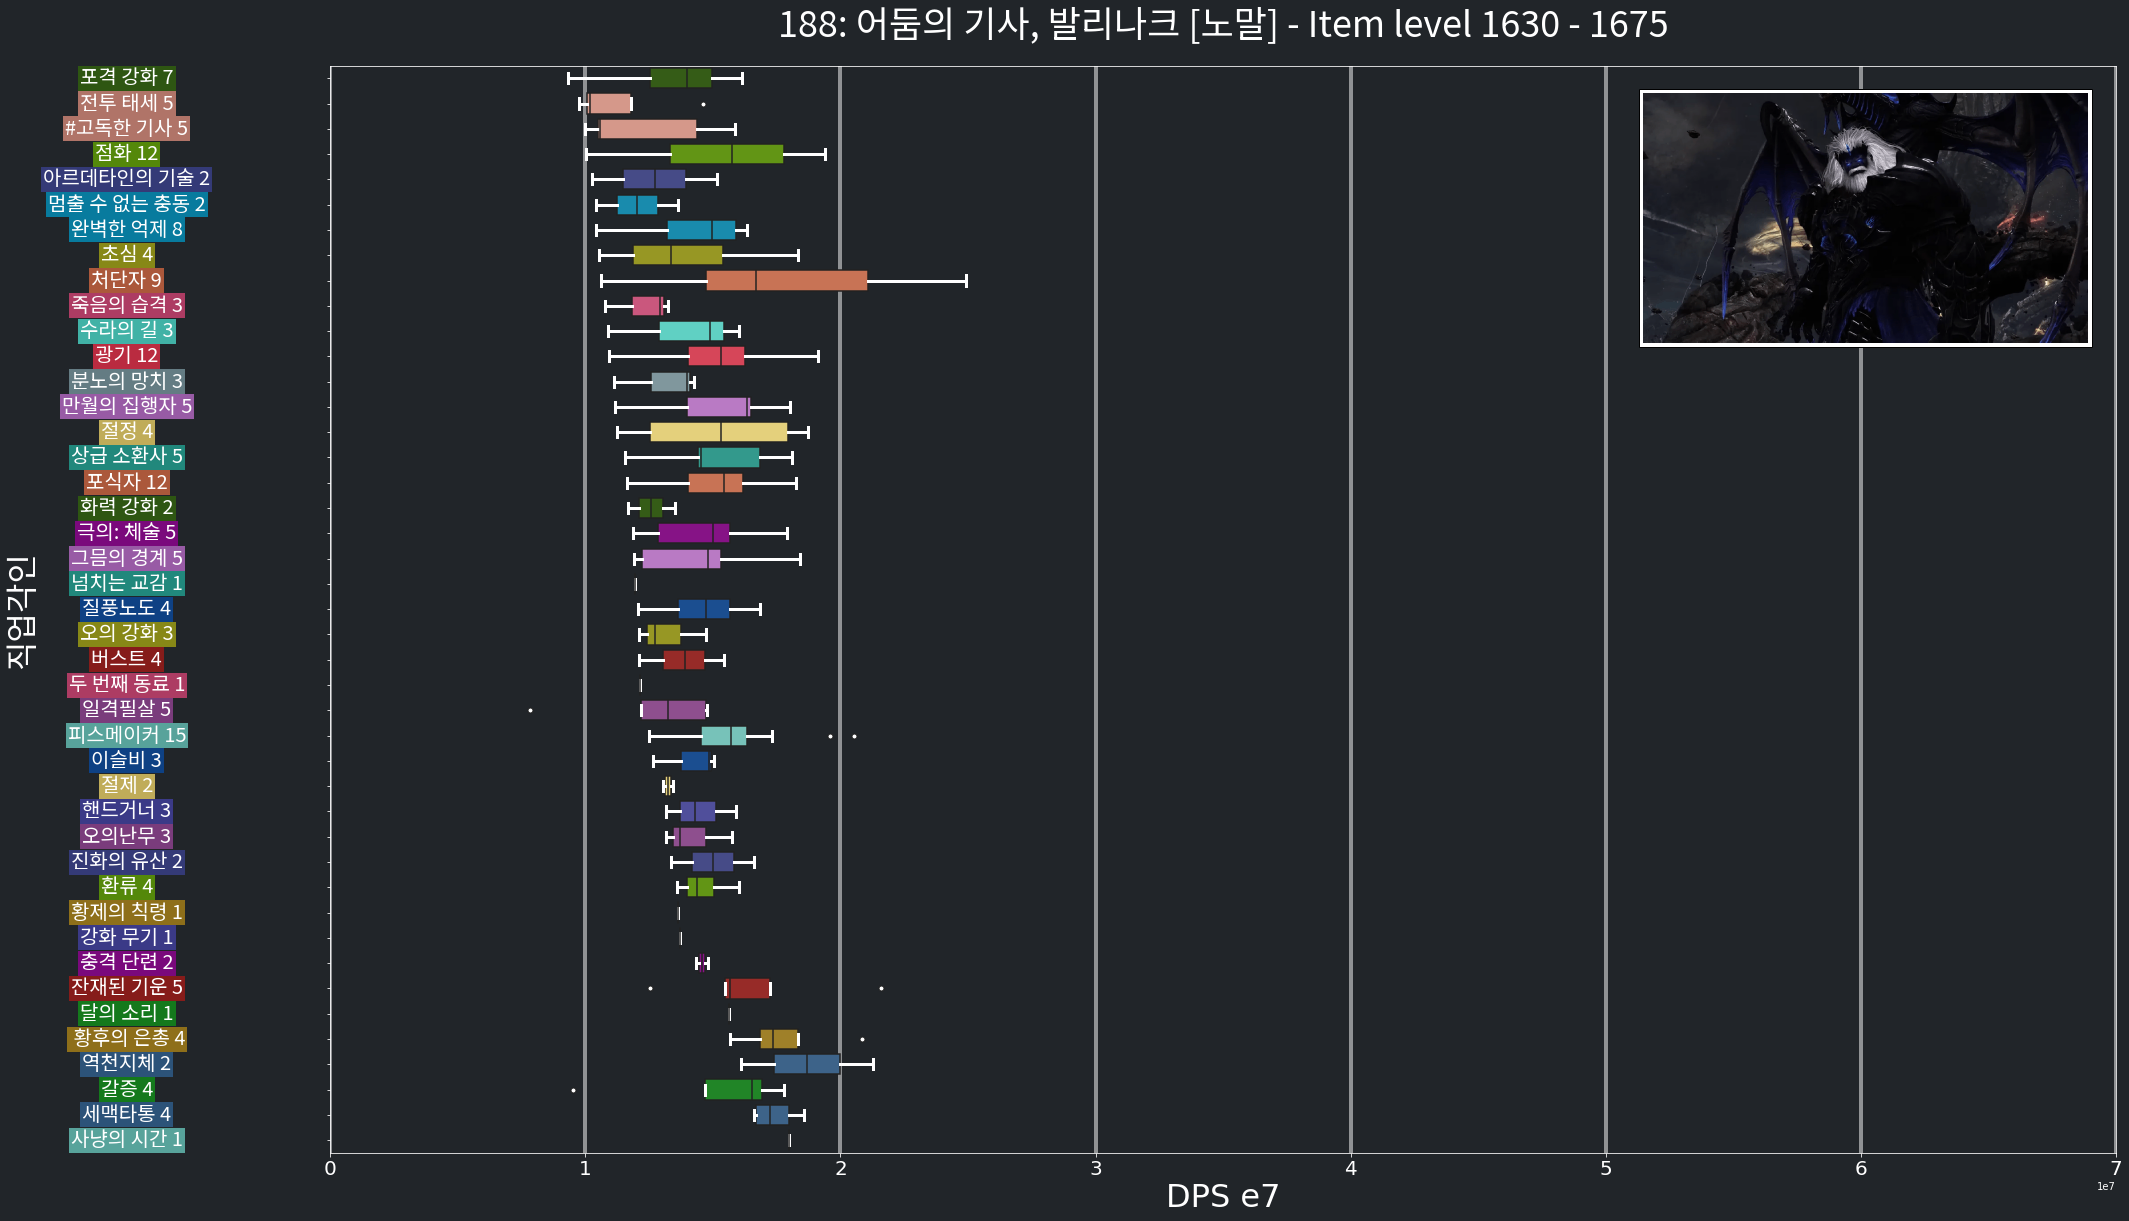 188: 어둠의 기사, 발리나크 [노말] - Item level 1630 - 1675
직업각인
포격 강화 7
전투 태세 5
#고독한 기사 5
점화 12
아르데타인의 기술 2
멈출 수 없는 충동 2
완벽한 억제 8
초심 4
처단자 9
죽음의 습격 3
수라의 길 3
광기 12
분노의 망치 3
만월의 집행자 5
절정 4
상급 소환사 5
포식자 12
화력 강화 2
극의: 체술 5
그믐의 경계 5
넘치는 교감 1
질풍노도 4
오의 강화 3
버스트 4
두 번째 동료 1
일격필살 5
피스메이커 15
이슬비 3
절제 2
핸드거너 3
오의난무 3
진화의 유산 2
환류 4
황제의 칙령 1
강화 무기 1
충격 단련 2
잔재된 기운 5
달의 소리 1
황후의 은총 4
역천지체 2
갈증 4
세맥타통 4
사냥의 시간 1
0 1 2 3 4 5 6 7
1e7
DPS e7